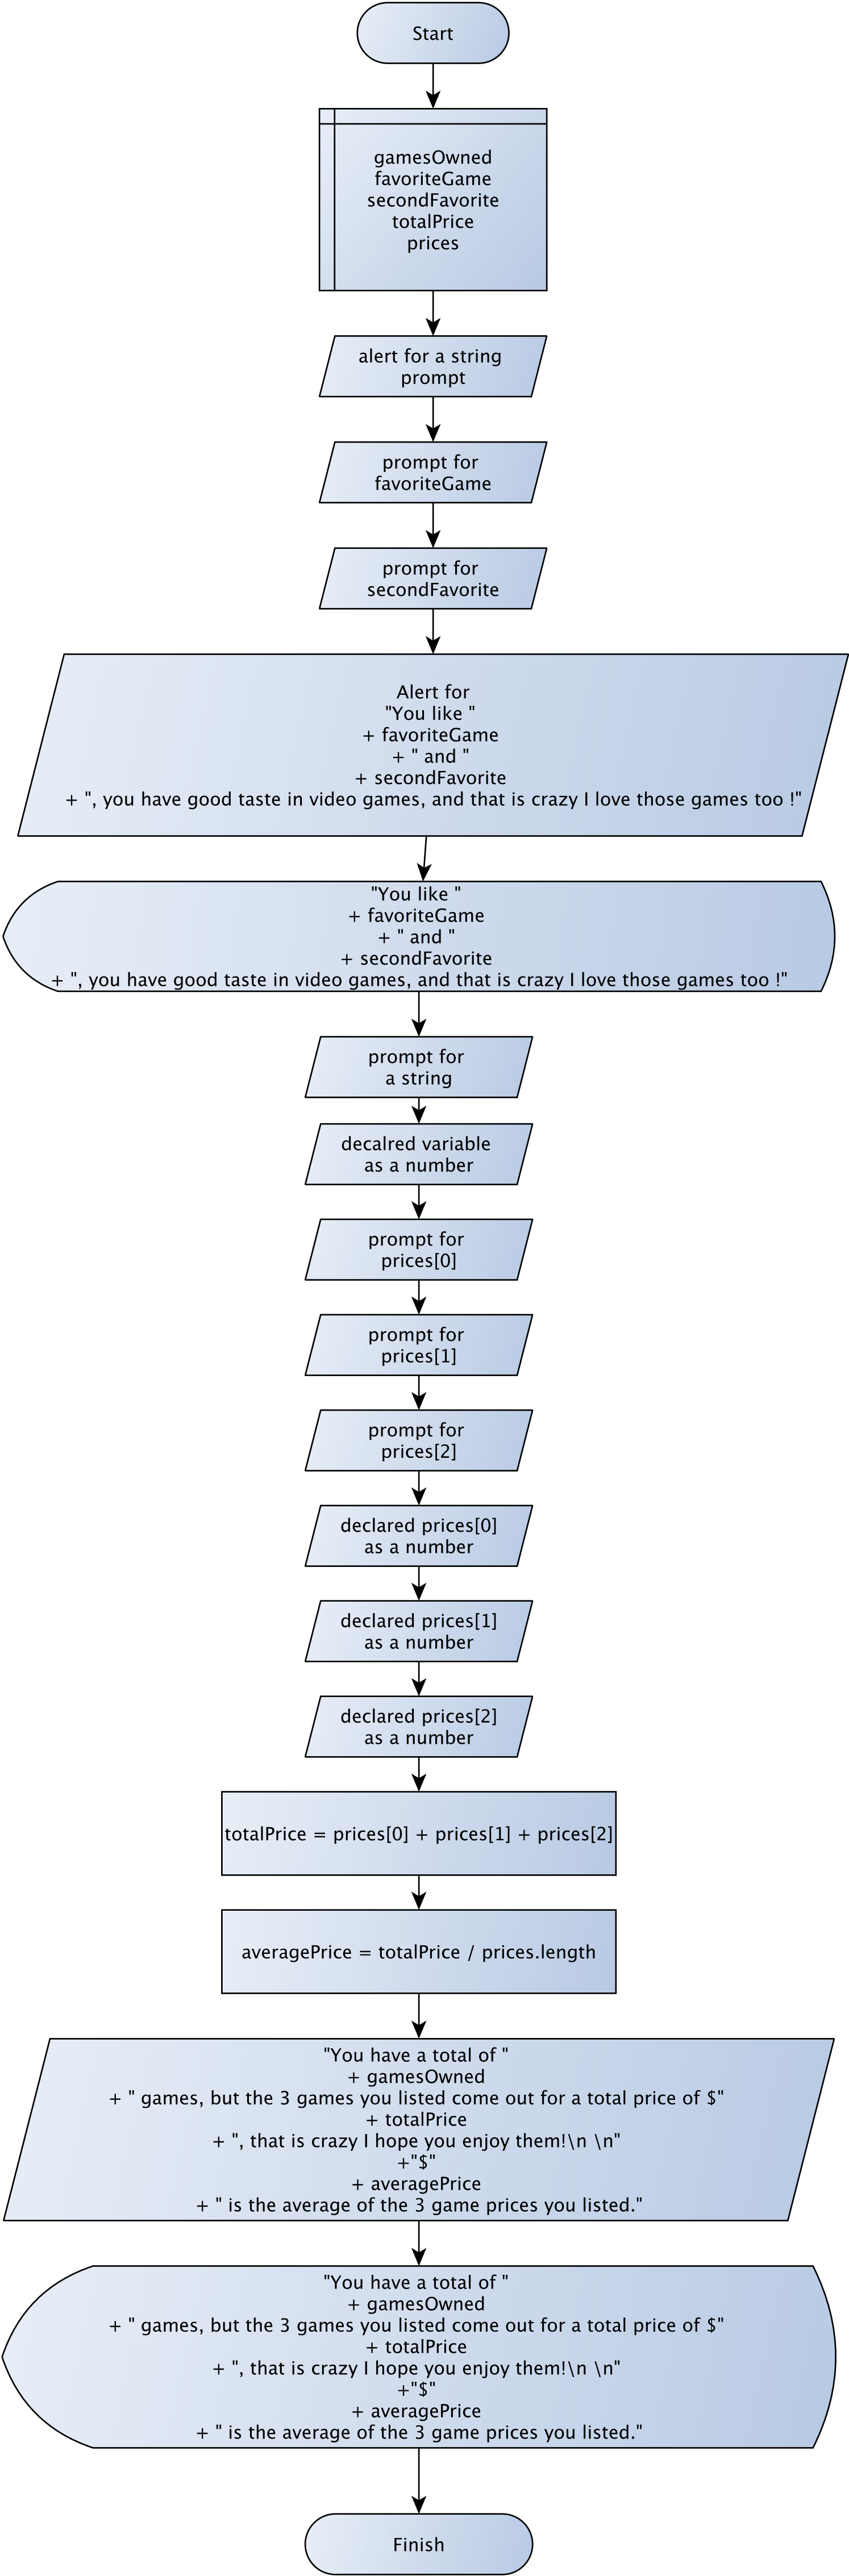 Start
gamesOwned
favoriteGame
secondFavorite
totalPrice
prices
alert for a string
prompt
prompt for
favoriteGame
prompt for
secondFavorite
Alert for
"You like "
+ favoriteGame
+ " and "
+ secondFavorite
+ ", you have good taste in video games, and that is crazy I love those games too !"
"You like "
+ favoriteGame
+ " and "
+ secondFavorite
+ ", you have good taste in video games, and that is crazy I love those games too !"
prompt for
a string
decalred variable
as a number
prompt for
prices[0]
prompt for
prices[1]
prompt for
prices[2]
declared prices[0]
as a number
declared prices[1]
as a number
declared prices[2]
as a number
totalPrice = prices[0] + prices[1] + prices[2]
averagePrice = totalPrice / prices.length
"You have a total of "
+ gamesOwned
+ " games, but the 3 games you listed come out for a total price of $"
+ totalPrice
+ ", that is crazy I hope you enjoy them!\n \n"
+"$"
+ averagePrice
+ " is the average of the 3 game prices you listed."
"You have a total of "
+ gamesOwned
+ " games, but the 3 games you listed come out for a total price of $"
+ totalPrice
+ ", that is crazy I hope you enjoy them!\n \n"
+"$"
+ averagePrice
+ " is the average of the 3 game prices you listed."
Finish